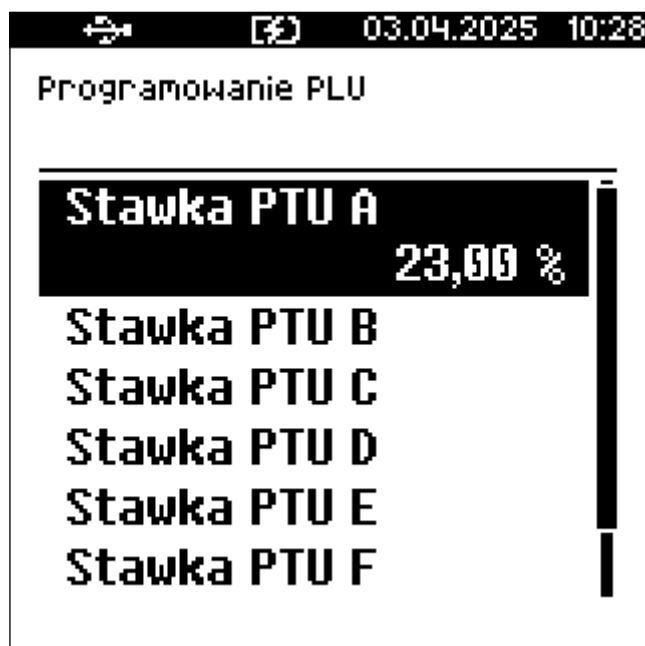 03.04.2025 10:28
Programowanie PLU
Stawka PTU A
23,00 %
Stawka PTU B
Stawka PTU C
Stawka PTU D
Stawka PTU E
Stawka PTU F